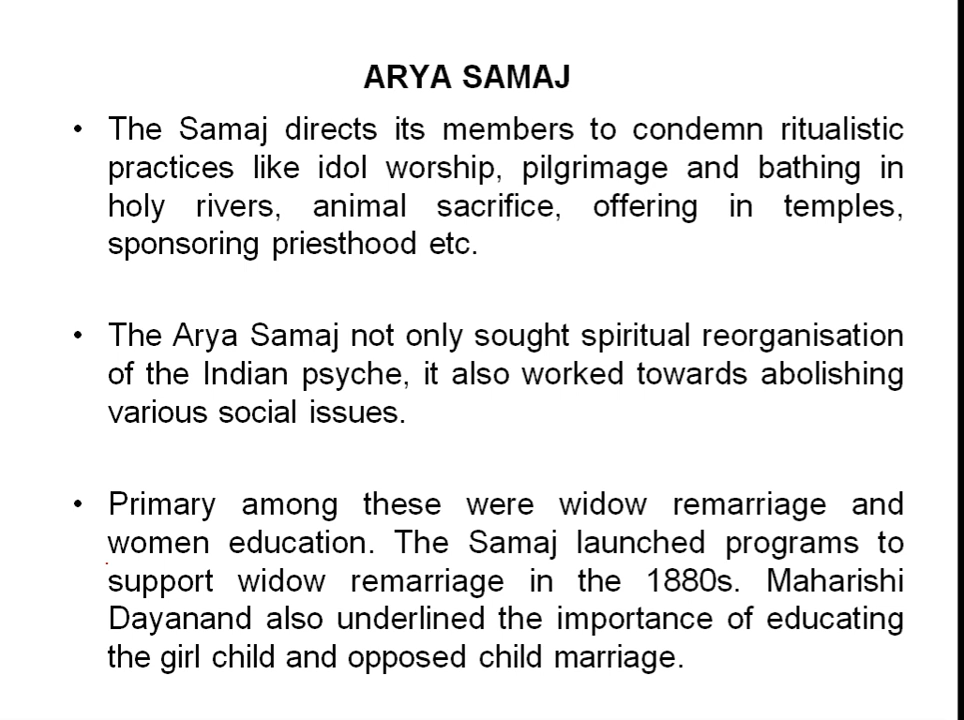 ARYA SAMAJ
• The Samaj directs its members to condemn ritualistic
practices like idol worship, pilgrimage and bathing in
holy rivers, animal sacrifice, offering in temples,
sponsoring priesthood etc.
• The Arya Samaj not only sought spiritual reorganisation
of the Indian psyche, it also worked towards abolishing
various social issues.
• Primary among these were widow remarriage and
women education. The Samaj launched programs to
support widow remarriage in the 1880s. Maharishi
Dayanand also underlined the importance of educating
the girl child and opposed child marriage.